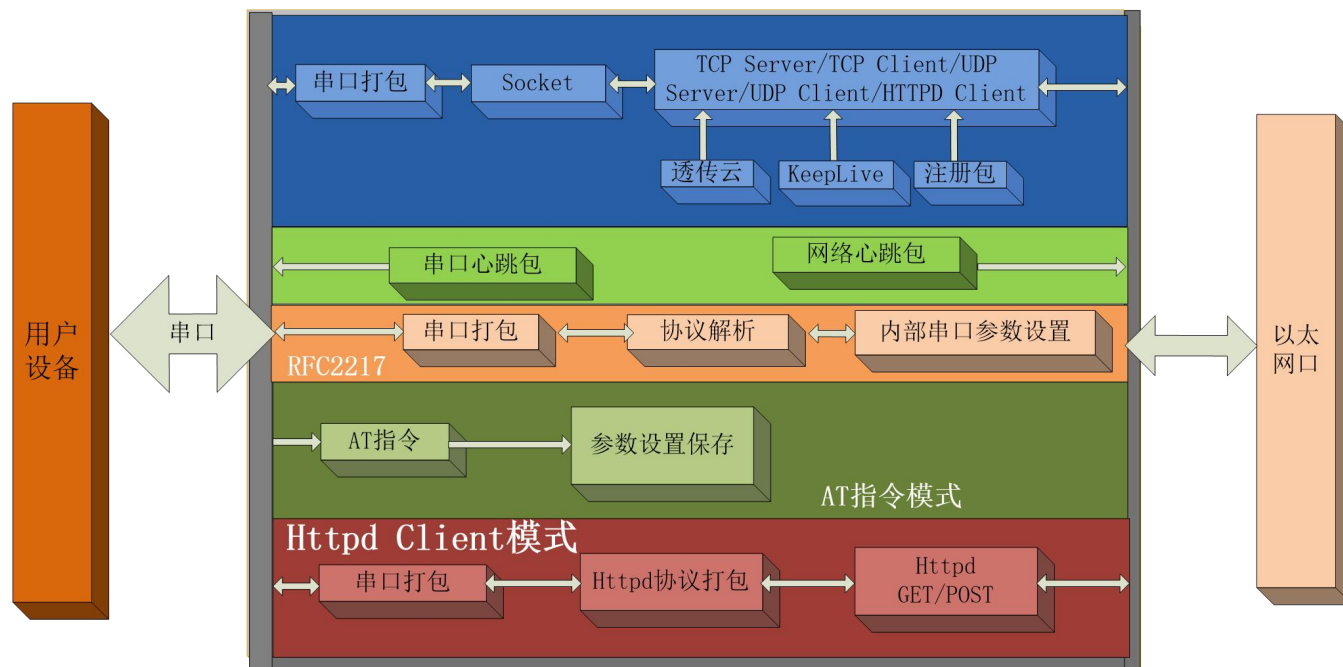 串口打包
Socket
TCP Server/TCP Client/UDP
Server/UDP Client/HTTPD Client
透传云
KeepLive
注册包
串口心跳包
网络心跳包
用户
设备
串口
串口打包
协议解析
内部串口参数设置
RFC2217
以太
网口
AT指令
参数设置保存
AT指令模式
Httpd Client模式
串口打包
Httpd协议打包
Httpd
GET/POST